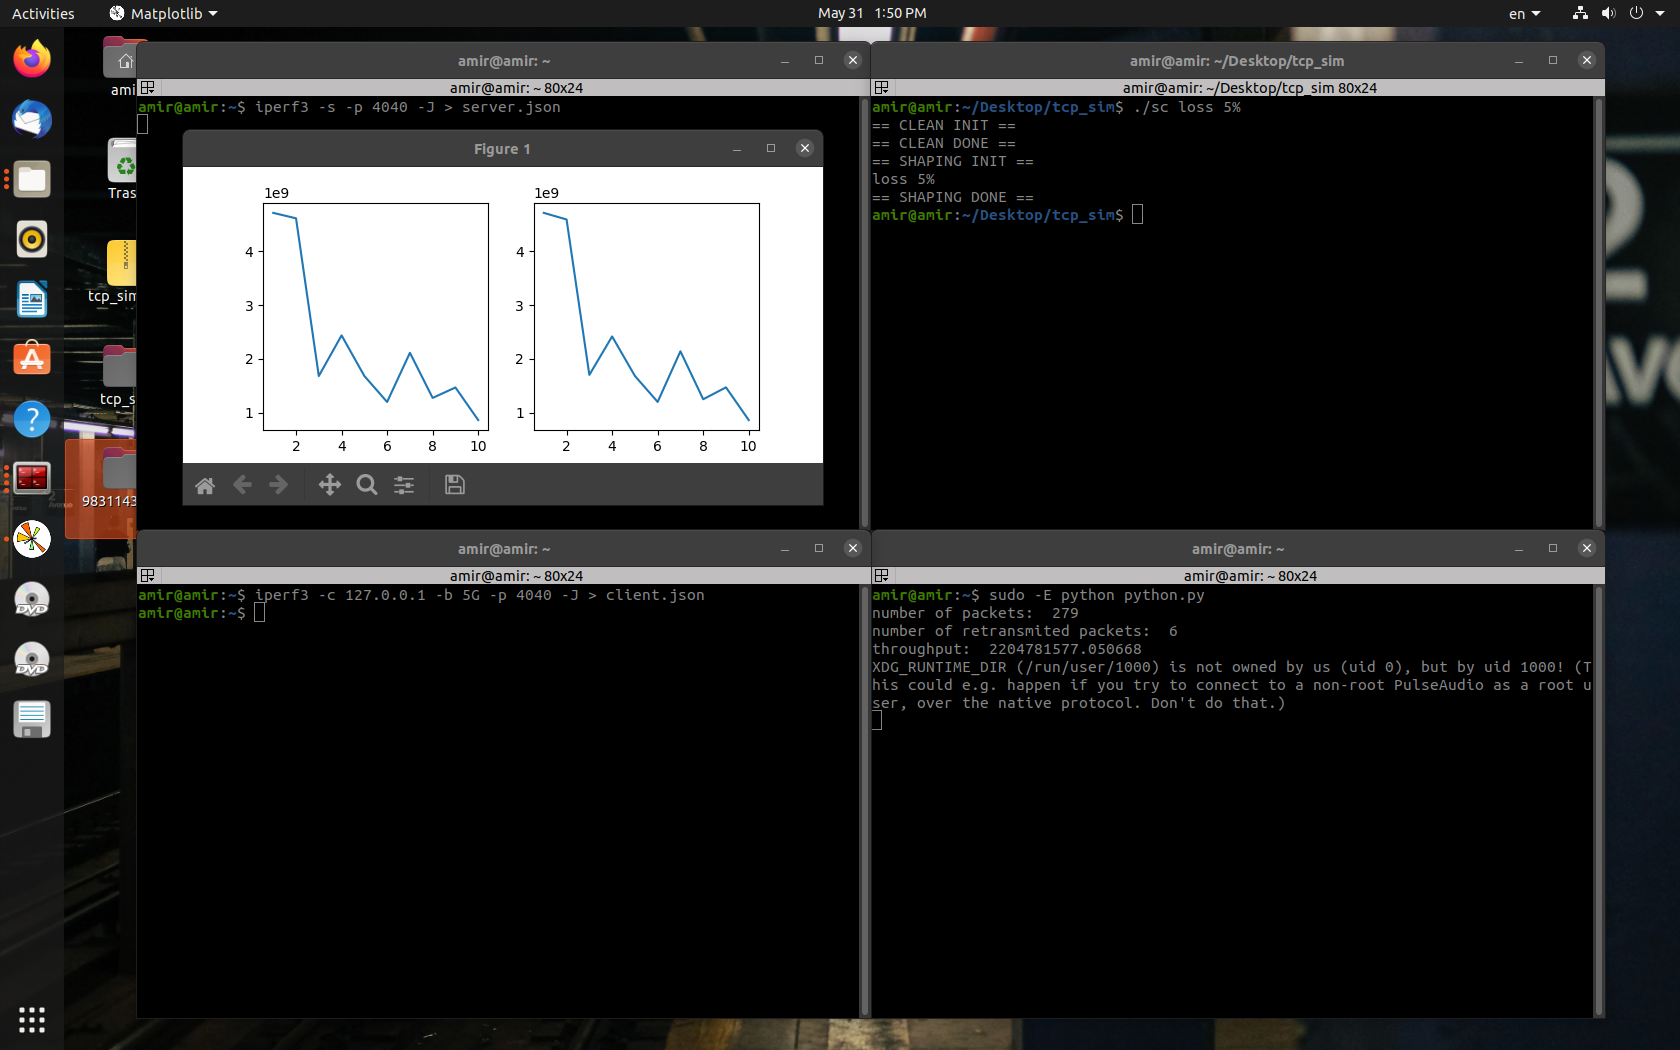 Activities
Matplotlib
May 31 1:50 PM
en
amir@amir: ~
amir@amir: ~ 80x24
amir@amir:~$ iperf3 -s -p 4040 -J > server.json
Figure 1
1e9
4
3
2
1
2 4 6 8 10
1e9
4
3
2
1
2 4 6 8 10
amir@amir: ~/Desktop/tcp_sim
amir@amir: ~/Desktop/tcp_sim 80x24
amir@amir:~/Desktop/tcp_sim$ ./sc loss 5%
== CLEAN INIT ==
== CLEAN DONE ==
== SHAPING INIT ==
loss 5%
== SHAPING DONE ==
amir@amir:~/Desktop/tcp_sim$
amir@amir: ~
amir@amir: ~ 80x24
amir@amir:~$ iperf3 -c 127.0.0.1 -b 5G -p 4040 -J > client.json
amir@amir:~$
amir@amir: ~
amir@amir: ~ 80x24
amir@amir:~$ sudo -E python python.py
number of packets:  279
number of retransmited packets:  6
throughput:  2204781577.050668
XDG_RUNTIME_DIR (/run/user/1000) is not owned by us (uid 0), but by uid 1000! (T
his could e.g. happen if you try to connect to a non-root PulseAudio as a root u
ser, over the native protocol. Don't do that.)
ami
Tras
tcp_sim
tcp_s
9831143
DVD
DVD
2